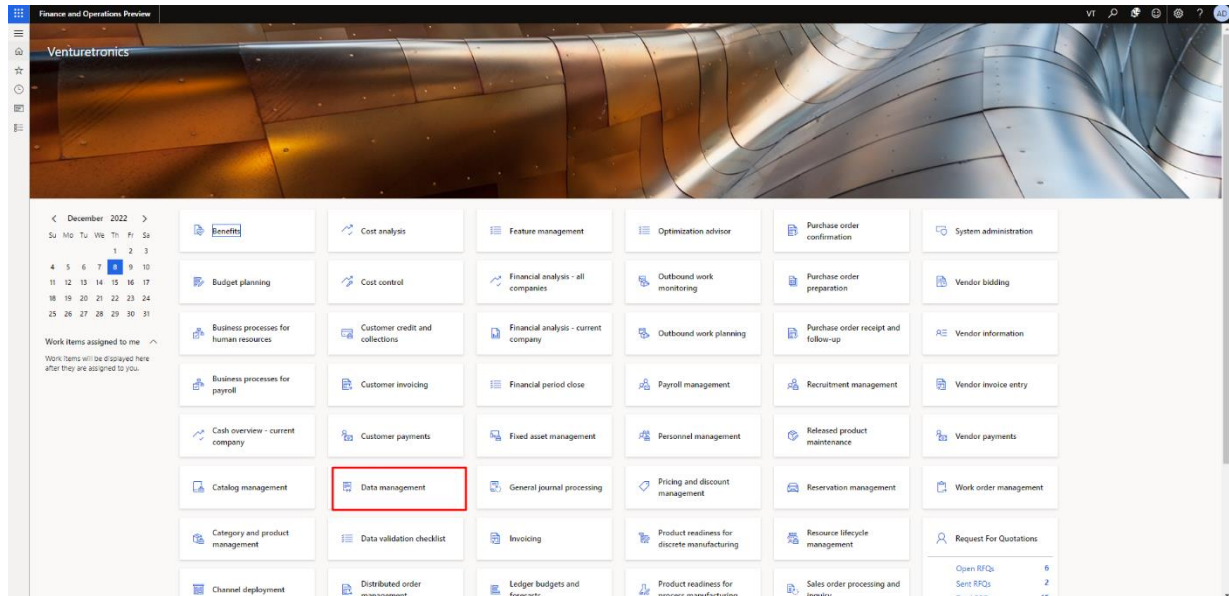 Finance and Operations Preview
VT
?
AD
Venturetronics
December 2022
Su Mo Tu We Th Fr Sa
1 2 3
4 5 6 7 8 9 10
11 12 13 14 15 16 17
18 19 20 21 22 23 24
25 26 27 28 29 30 31
Work items assigned to me
Work items will be displayed here
after they are assigned to you.
Benefits
Cost analysis
Feature management
Optimization advisor
Purchase order
confirmation
System administration
Budget planning
Cost control
Financial analysis - all
companies
Outbound work
monitoring
Purchase order
preparation
Vendor bidding
Business processes for
human resources
Customer credit and
collections
Financial analysis - current
company
Outbound work planning
Purchase order receipt and
follow-up
Vendor information
Business processes for
payroll
Customer invoicing
Financial period close
Payroll management
Recruitment management
Vendor invoice entry
Cash overview - current
company
Customer payments
Fixed asset management
Personnel management
Released product
maintenance
Vendor payments
Catalog management
Data management
General journal processing
Pricing and discount
management
Reservation management
Work order management
Category and product
management
Data validation checklist
Invoicing
Product readiness for
discrete manufacturing
Resource lifecycle
management
Request For Quotations
Open RFQs 6
Sent RFQs 2
Channel deployment
Distributed order
management
Ledger budgets and
forecasts
Product readiness for
process manufacturing
Sales order processing and
inquiry